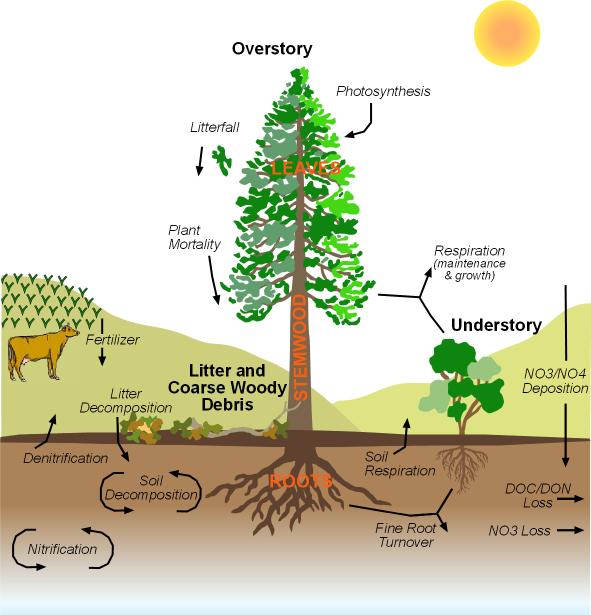 Overstory
Photosynthesis
Litterfall
LEAVES
Plant
Mortality
Respiration
(maintenance
& growth)
STEMWOOD
Understory
Fertilizer
Litter and
Coarse Woody
Debris
NO3/NO4
Deposition
Litter
Decomposition
Denitrification
Soil
Respiration
Soil
Decomposition
ROOTS
DOC/DON
Loss
Fine Root
Turnover
NO3 Loss
Nitrification